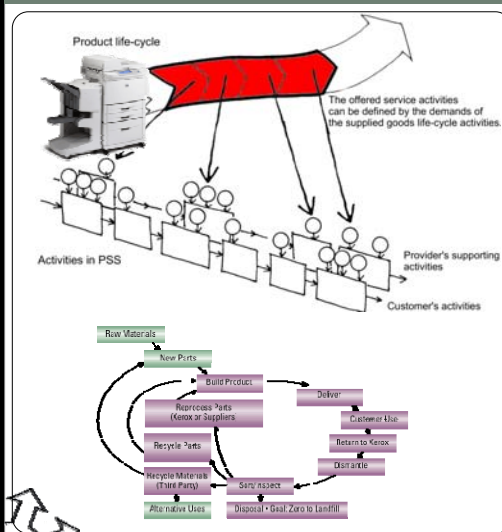 Product life-cycle
The offered service activities
can be defined by the demands of
the supplied goods life-cycle activities.
Activities in PSS
Provider's supporting
activities
Customer's activities
Raw Materials
New Parts
Build Product
Deliver
Reprocess Parts
(Xerox or Suppliers
Customer Use
Recycle Parts
Return to Xerox
Dismantle
Recycle Materials
(Third Party)
Sort/Inspect
Alternative Uses
Disposal • Goal: Zero to Landfill